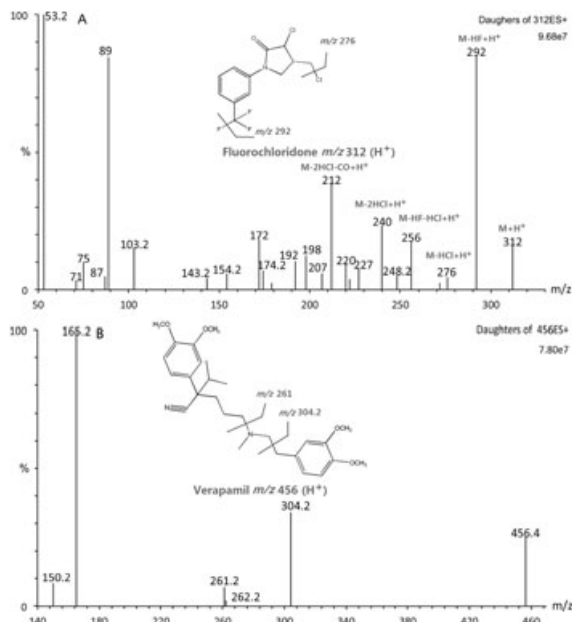 53.2
A
Daughers of 312ES+
9.68e7
100
89
M-HF+H⁺
292
O
Cl
m/z 276
N
Cl
F
F
F
m/z 292
Fluorochloridone m/z 312 (H⁺)
%
M-2HCl-CO+H⁺
212
M-2HCl+H⁺
240
M-HF-HCl+H⁺
256
M+H⁺
312
M-HCl+H⁺
276
75
71
87
103.2
143.2
154.2
172
174.2
192
198
207
220
227
248.2
0
50
100
150
200
250
300
m/z
165.2
B
Daughters of 456ES+
7.80e7
100
H₃CO
OCH₃
m/z 261
m/z 304.2
N
N
OCH₃
OCH₃
Verapamil m/z 456 (H⁺)
%
304.2
456.4
150.2
261.2
262.2
0
140
180
220
260
300
340
380
420
460
m/z